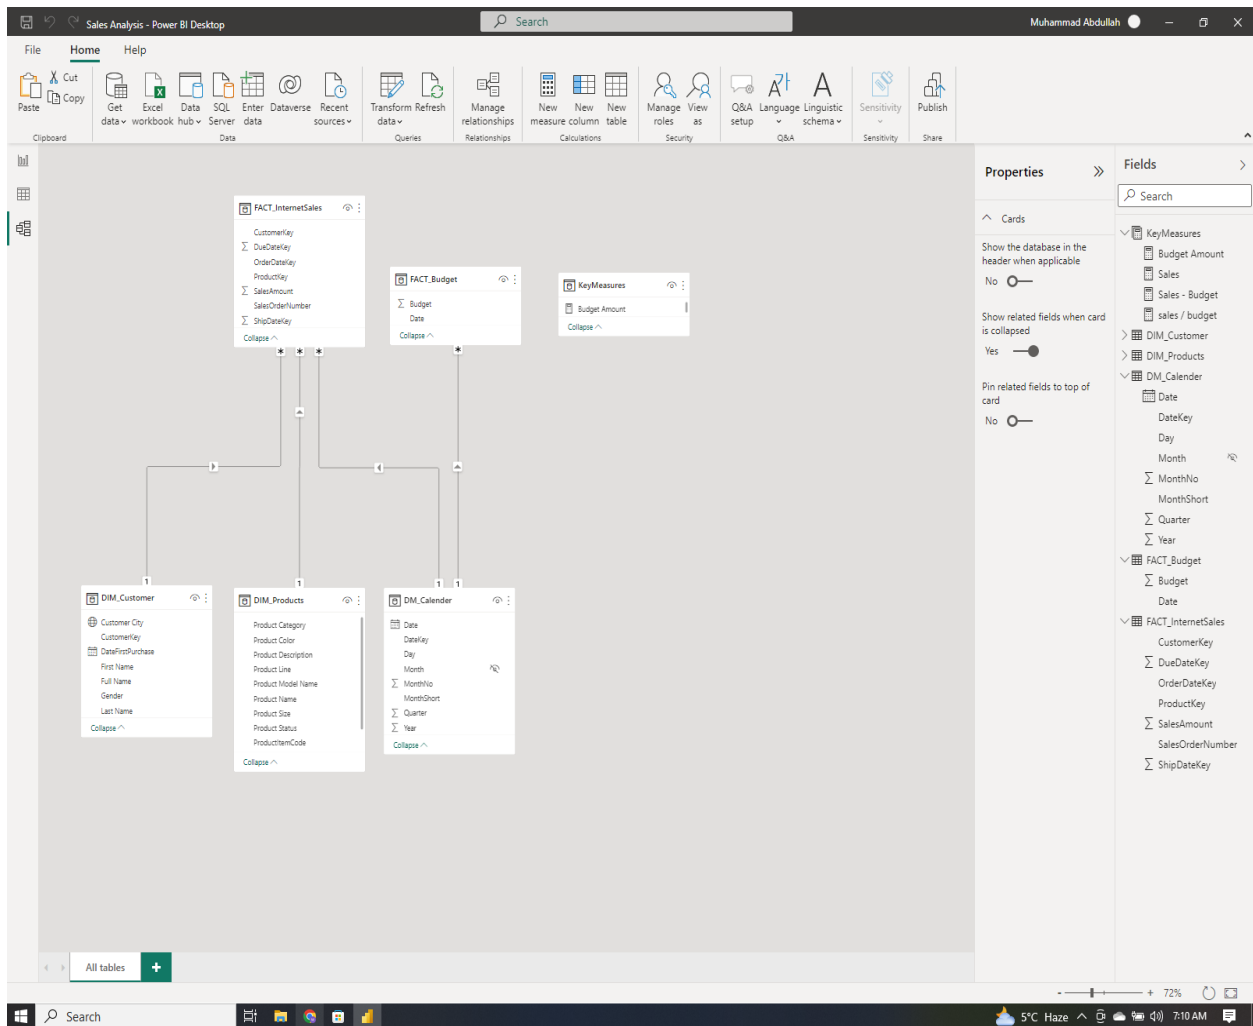 Sales Analysis - Power BI Desktop
Search
Muhammad Abdullah
File
Home
Help
Paste
Cut
Copy
Clipboard
Get data
Excel workbook
Data hub
SQL Server
Enter data
Dataverse
Recent sources
Data
Transform data
Refresh
Queries
Manage relationships
Relationships
New measure
New column
New table
Calculations
Manage roles
View as
Security
Q&A setup
Language
Linguistic schema
Q&A
Sensitivity
Sensitivity
Publish
Share
FACT_InternetSales
CustomerKey
DueDateKey
OrderDateKey
ProductKey
SalesAmount
SalesOrderNumber
ShipDateKey
Collapse
FACT_Budget
Budget
Date
Collapse
KeyMeasures
Budget Amount
Collapse
*
*
*
*
1
1
1
1
DIM_Customer
Customer City
CustomerKey
DateFirstPurchase
First Name
Full Name
Gender
Last Name
Collapse
DIM_Products
Product Category
Product Color
Product Description
Product Line
Product Model Name
Product Name
Product Size
Product Status
ProductItemCode
Collapse
DM_Calender
Date
DateKey
Day
Month
MonthNo
MonthShort
Quarter
Year
Collapse
Properties
Cards
Show the database in the
header when applicable
No
Show related fields when card
is collapsed
Yes
Pin related fields to top of
card
No
Fields
Search
KeyMeasures
Budget Amount
Sales
Sales - Budget
sales / budget
DIM_Customer
DIM_Products
DM_Calender
Date
DateKey
Day
Month
MonthNo
MonthShort
Quarter
Year
FACT_Budget
Budget
Date
FACT_InternetSales
CustomerKey
DueDateKey
OrderDateKey
ProductKey
SalesAmount
SalesOrderNumber
ShipDateKey
All tables
72%
Search
5°C Haze
7:10 AM